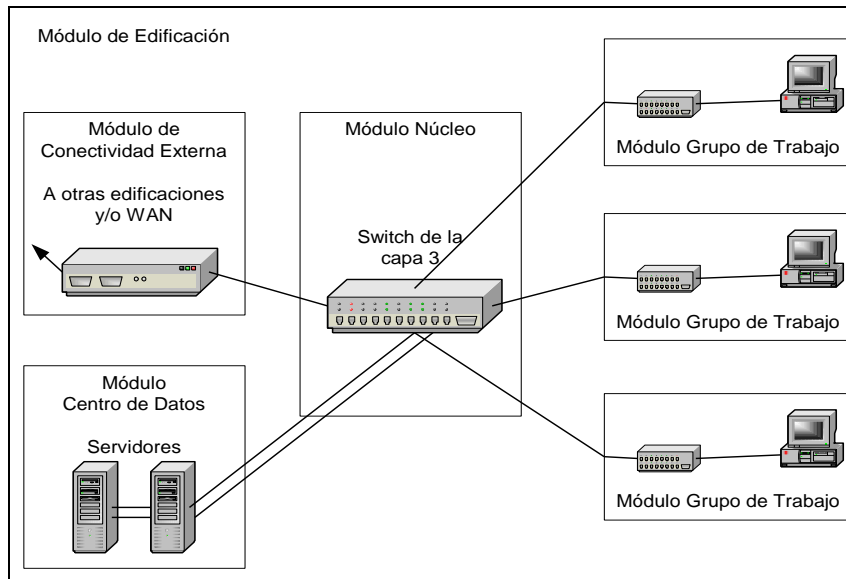 Módulo de Edificación
Módulo de
Conectividad Externa
A otras edificaciones
y/o WAN
Módulo Núcleo
Switch de la
capa 3
Módulo
Centro de Datos
Servidores
Módulo Grupo de Trabajo
Módulo Grupo de Trabajo
Módulo Grupo de Trabajo